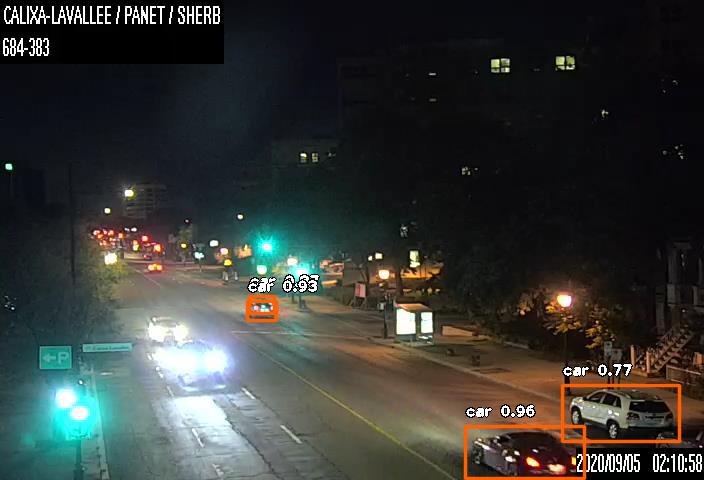 CALIXA-LAVALLEE / PANET / SHERB
684-383
car 0.93
car 0.77
car 0.96
P
2020/09/05 02:10:58